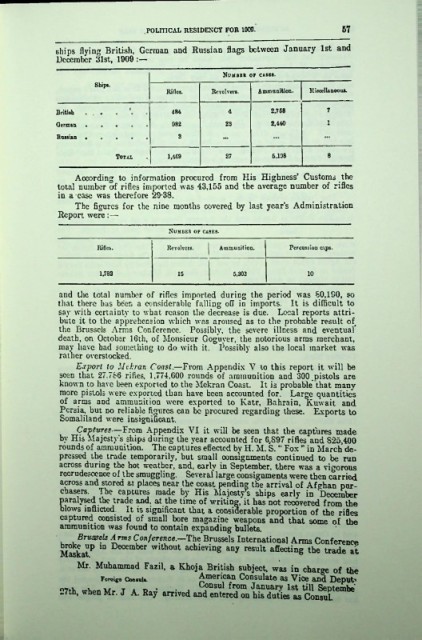 POLITICAL RESIDENCY FOR 1909. 57
ships flying British, German and Russian flags between January 1st and
December 31st, 1909 :—
Ships. NUMBER OF CASES.
Rifles. Revolvers. Ammunition. Miscellaneous.
British 484 4 2,758 7
German 982 23 2,440 1
Russian 3 ... ... ...
TOTAL 1,469 27 8
According to information procured from His Highness' Customs the
total number of rifles imported was 43,155 and the average number of rifles
in a case was therefore 29·38.
The figures for the nine months covered by last year's Administration
Report were :—
NUMBER OF CASES.
Rifles. Revolvers. Ammunition. Percussion caps.
1,782 15 5,203 10
and the total number of rifles imported during the period was 60,190, so
that there has been a considerable falling off in imports. It is difficult to
say with certainty to what reason the decrease is due. Local reports attri-
bute it to the apprehension which was aroused as to the probable result of
the Brussels Arms Conference. Possibly, the severe illness and eventual
death, on October 16th, of Monsieur Goguyer, the notorious arms merchant,
may have had something to do with it. Possibly also the local market was
rather overstocked.
Export to Mekran Coast.—From Appendix V to this report it will be
seen that 27,786 rifles, 1,774,600 rounds of ammunition and 300 pistols are
known to have been exported to the Mekran Coast. It is probable that many
more pistols were exported than have been accounted for. Large quantities
of arms and ammunition were exported to Katr, Bahrain, Kuwait and
Persia, but no reliable figures can be procured regarding these. Exports to
Somaliland were insignificant.
Captures.—From Appendix VI it will be seen that the captures made
by His Majesty's ships during the year accounted for 6,897 rifles and 825,400
rounds of ammunition. The captures effected by H. M. S. "Fox" in March de-
pressed the trade temporarily, but small consignments continued to be run
across during the hot weather, and, early in September, there was a vigorous
recrudescence of the smuggling. Several large consignments were then carried
across and stored at places near the coast, pending the arrival of Afghan pur-
chasers. The captures made by His Majesty's ships early in December
paralysed the trade and, at the time of writing, it has not recovered from the
blows inflicted. It is significant that a considerable proportion of the rifles
captured consisted of small bore magazine weapons and that some of the
ammunition was found to contain expanding bullets.
Brussels Arms Conference.—The Brussels International Arms Conference
broke up in December without achieving any result affecting the trade at
Maskat.
Mr. Muhammad Fazil, a Khoja British subject, was in charge of the
Foreign Consuls. American Consulate as Vice and Deputy
Consul from January 1st till Septembe
27th, when Mr. J A. Ray arrived and entered on his duties as Consul.